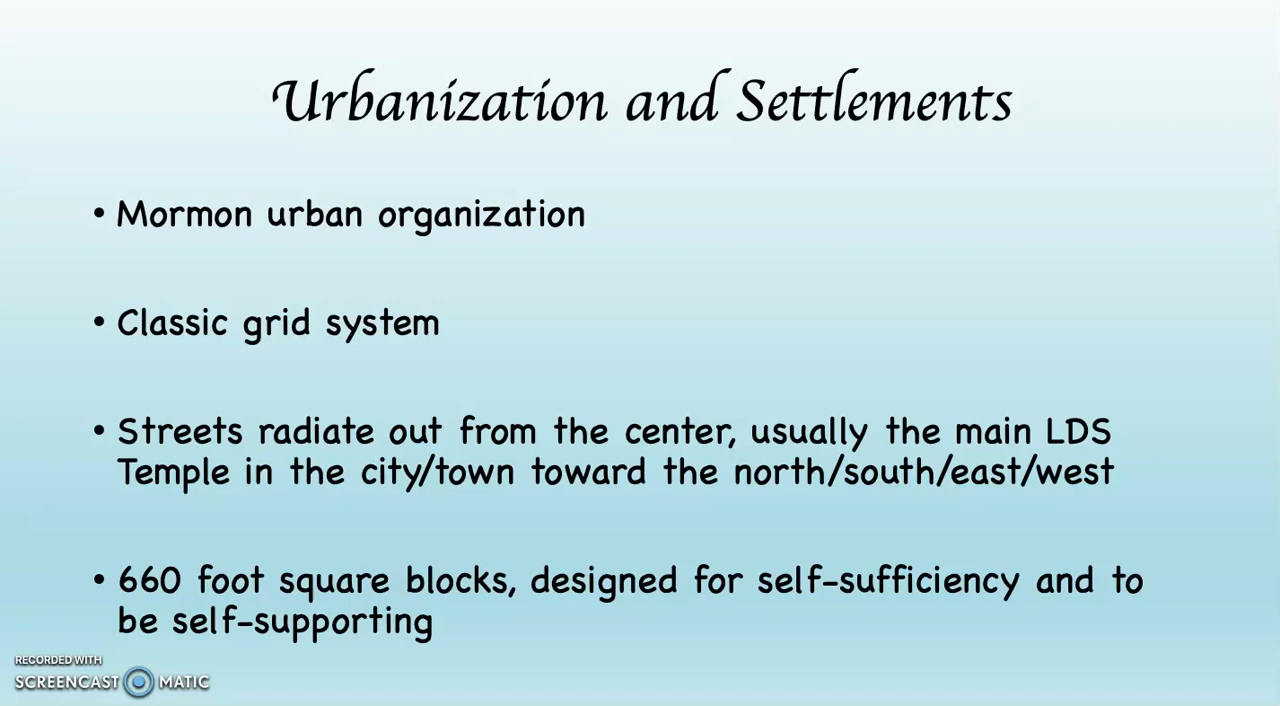 Urbanization and Settlements
• Mormon urban organization
• Classic grid system
• Streets radiate out from the center, usually the main LDS
Temple in the city/town toward the north/south/east/west
• 660 foot square blocks, designed for self-sufficiency and to
be self-supporting
RECORDED WITH
SCREENCAST MATIC